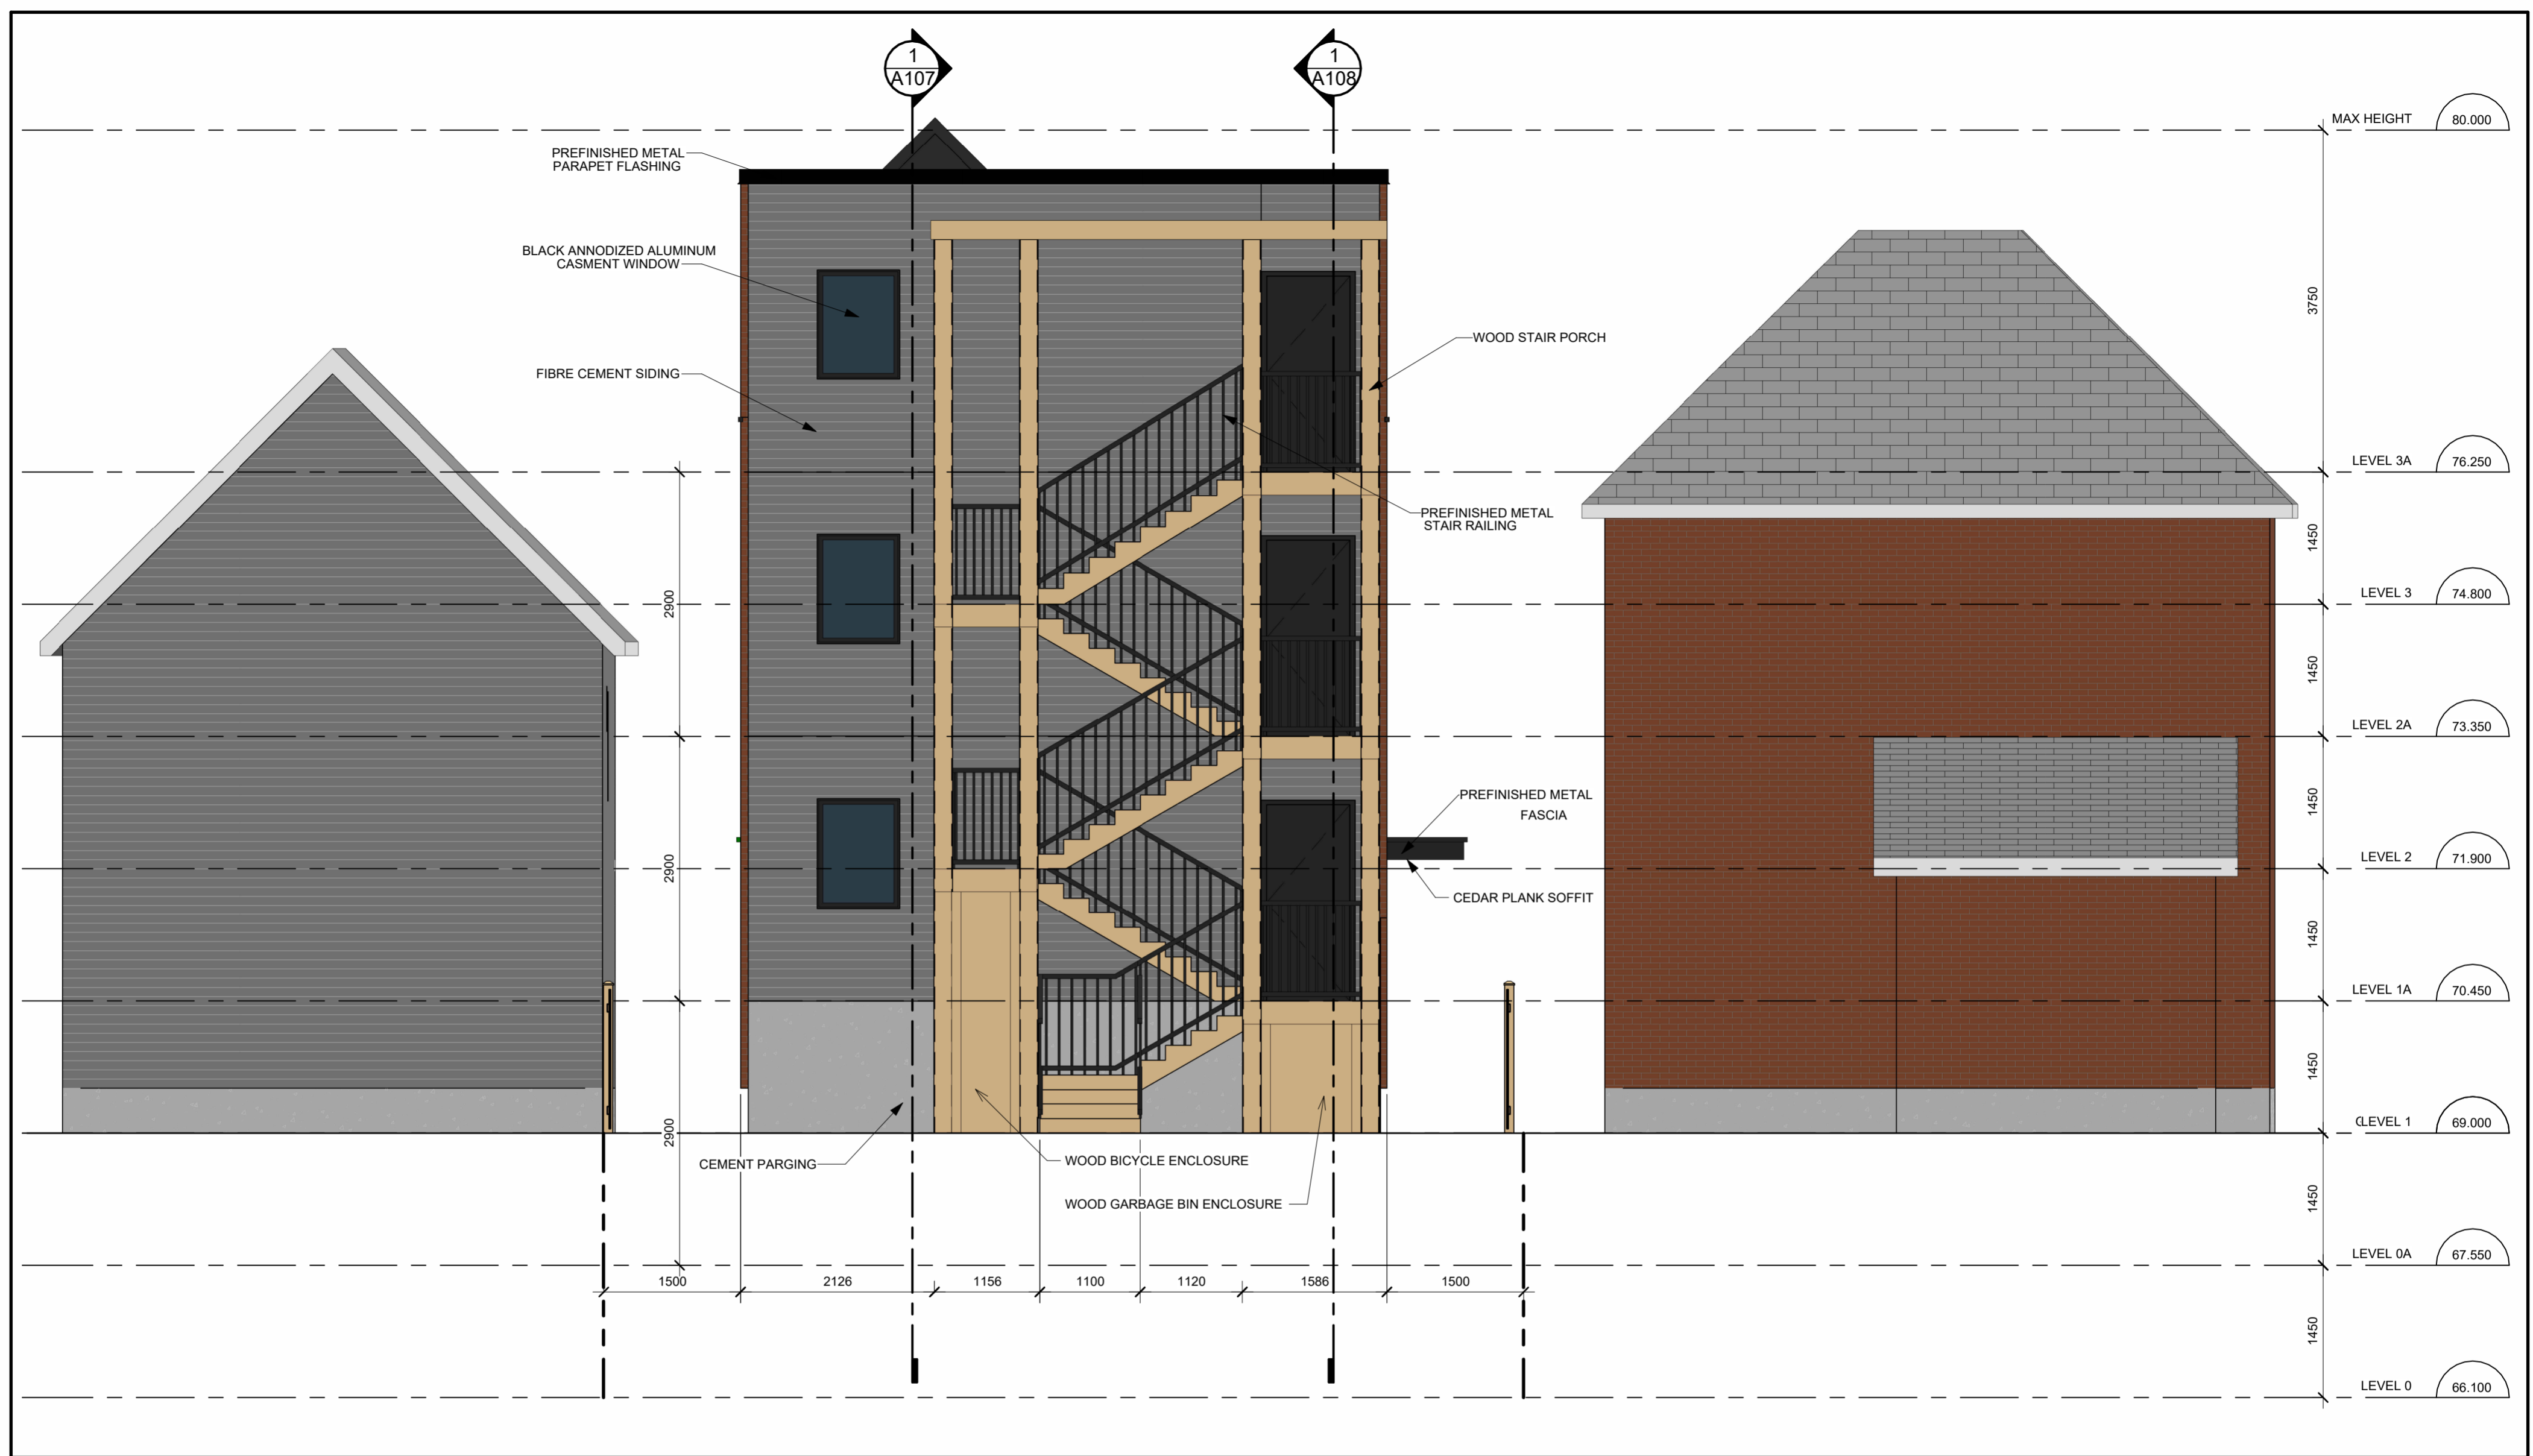 1
A107
1
A108
MAX HEIGHT 80.000
PREFINISHED METAL
PARAPET FLASHING
BLACK ANNODIZED ALUMINUM
CASMENT WINDOW
3750
WOOD STAIR PORCH
FIBRE CEMENT SIDING
LEVEL 3A 76.250
PREFINISHED METAL
STAIR RAILING
1450
LEVEL 3 74.800
2900
1450
LEVEL 2A 73.350
PREFINISHED METAL
FASCIA
1450
LEVEL 2 71.900
2900
CEDAR PLANK SOFFIT
1450
LEVEL 1A 70.450
1450
LEVEL 1 69.000
2900
CEMENT PARGING
WOOD BICYCLE ENCLOSURE
WOOD GARBAGE BIN ENCLOSURE
1450
LEVEL 0A 67.550
1500 2126 1156 1100 1120 1586 1500
1450
LEVEL 0 66.100